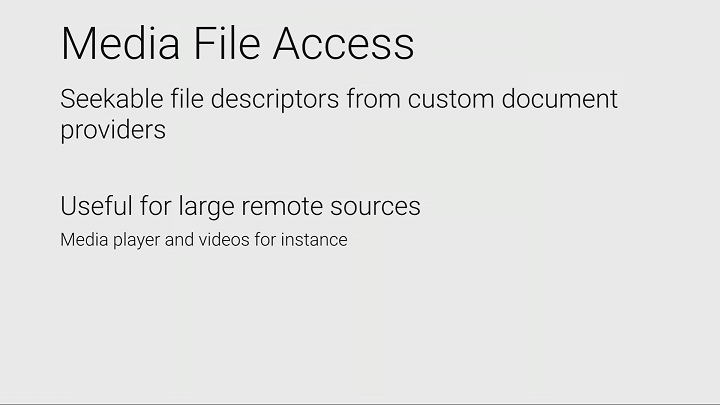 Media File Access
Seekable file descriptors from custom document
providers
Useful for large remote sources
Media player and videos for instance